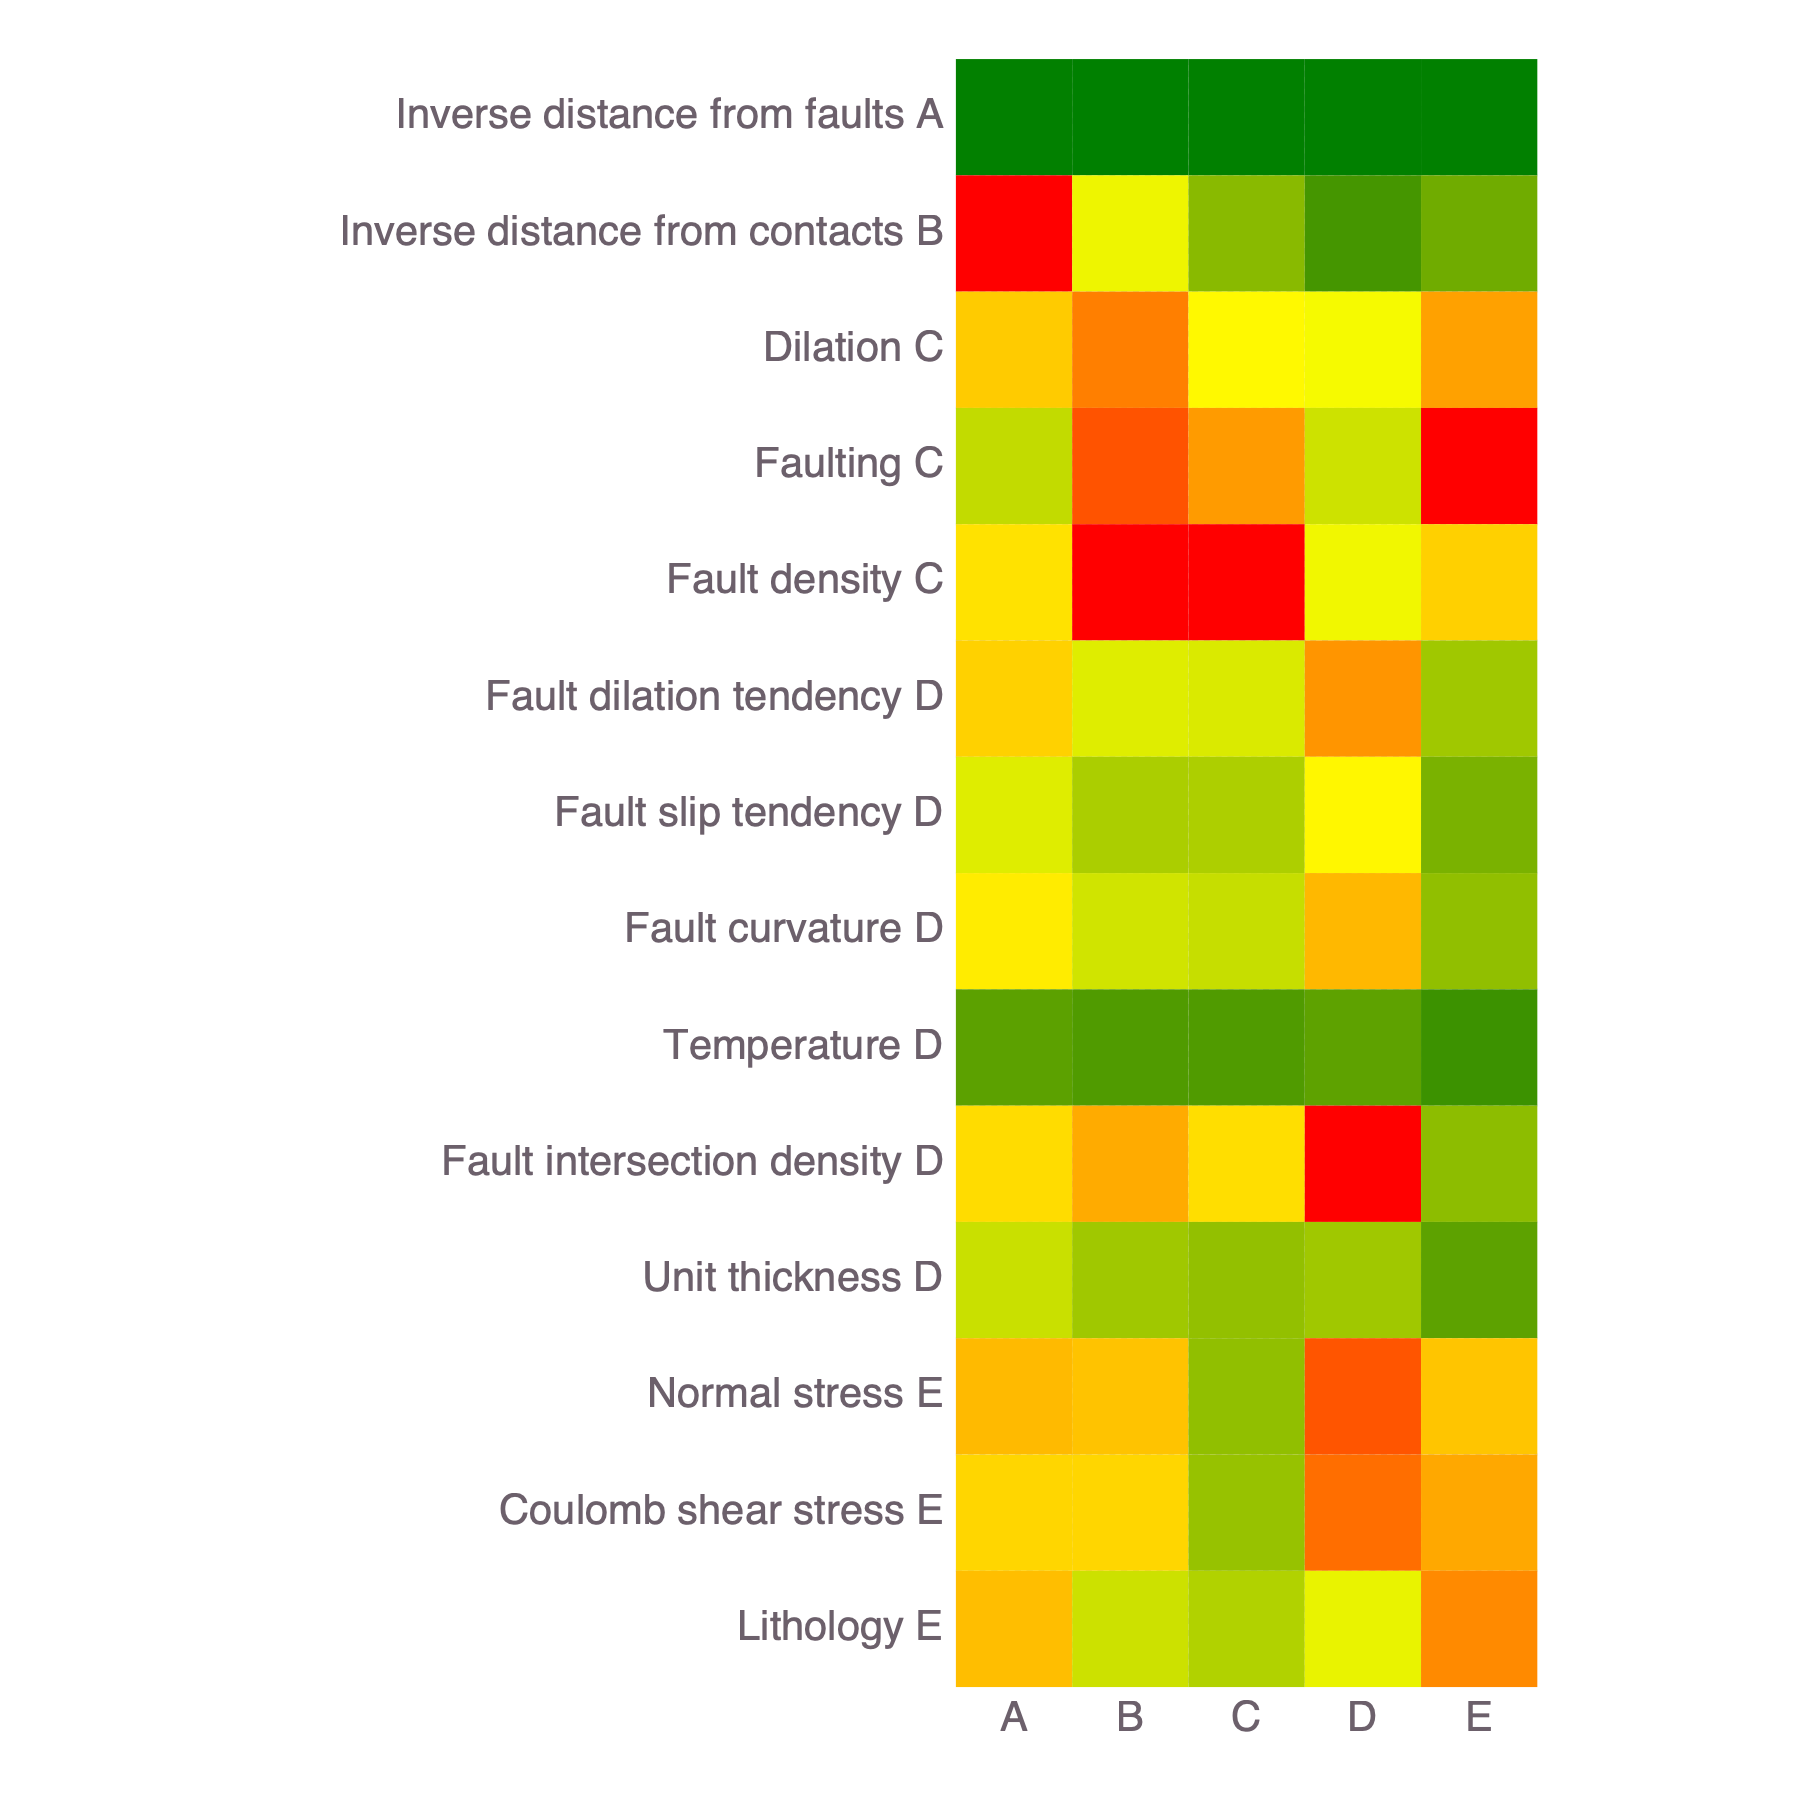 Inverse distance from faults A
Inverse distance from contacts B
Dilation C
Faulting C
Fault density C
Fault dilation tendency D
Fault slip tendency D
Fault curvature D
Temperature D
Fault intersection density D
Unit thickness D
Normal stress E
Coulomb shear stress E
Lithology E
A B C D E